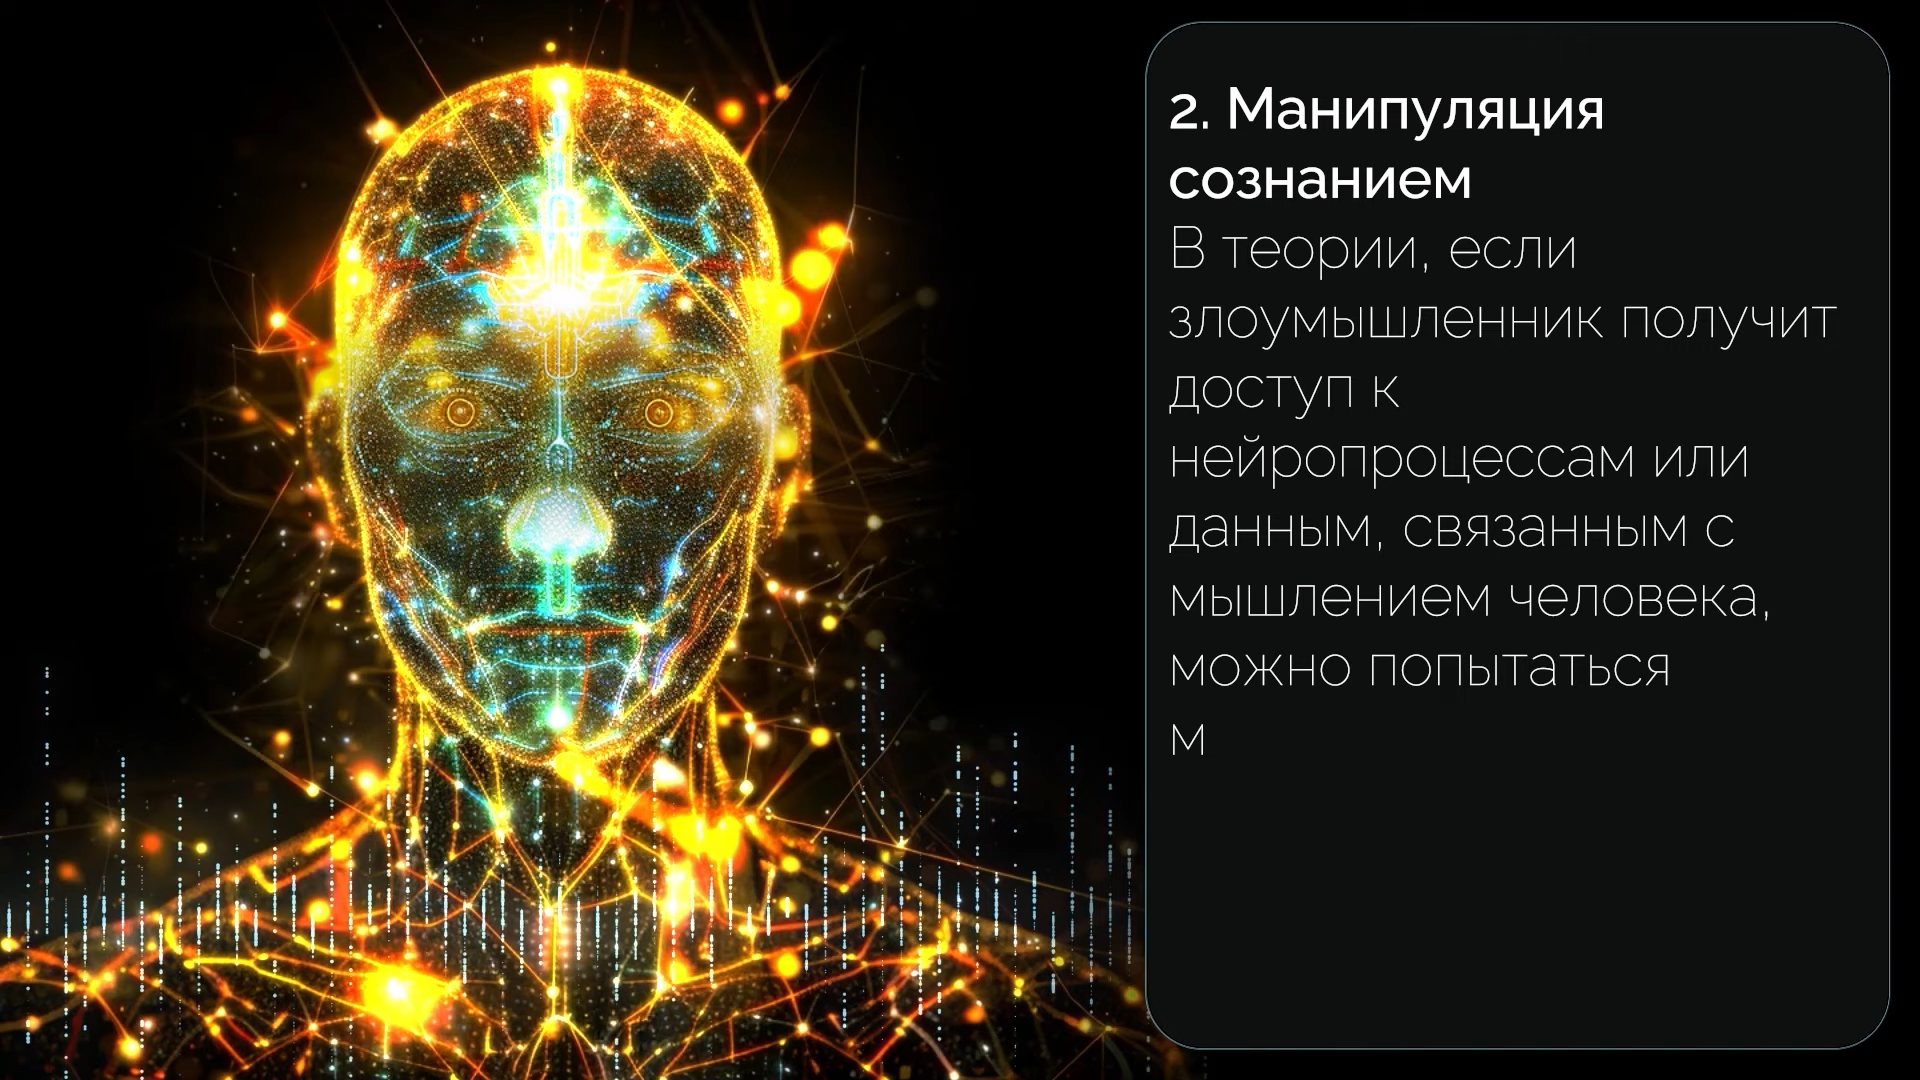 2. Манипуляция
сознанием
В теории, если
злоумышленник получит
доступ к
нейропроцессам или
данным, связанным с
мышлением человека,
можно попытаться
м